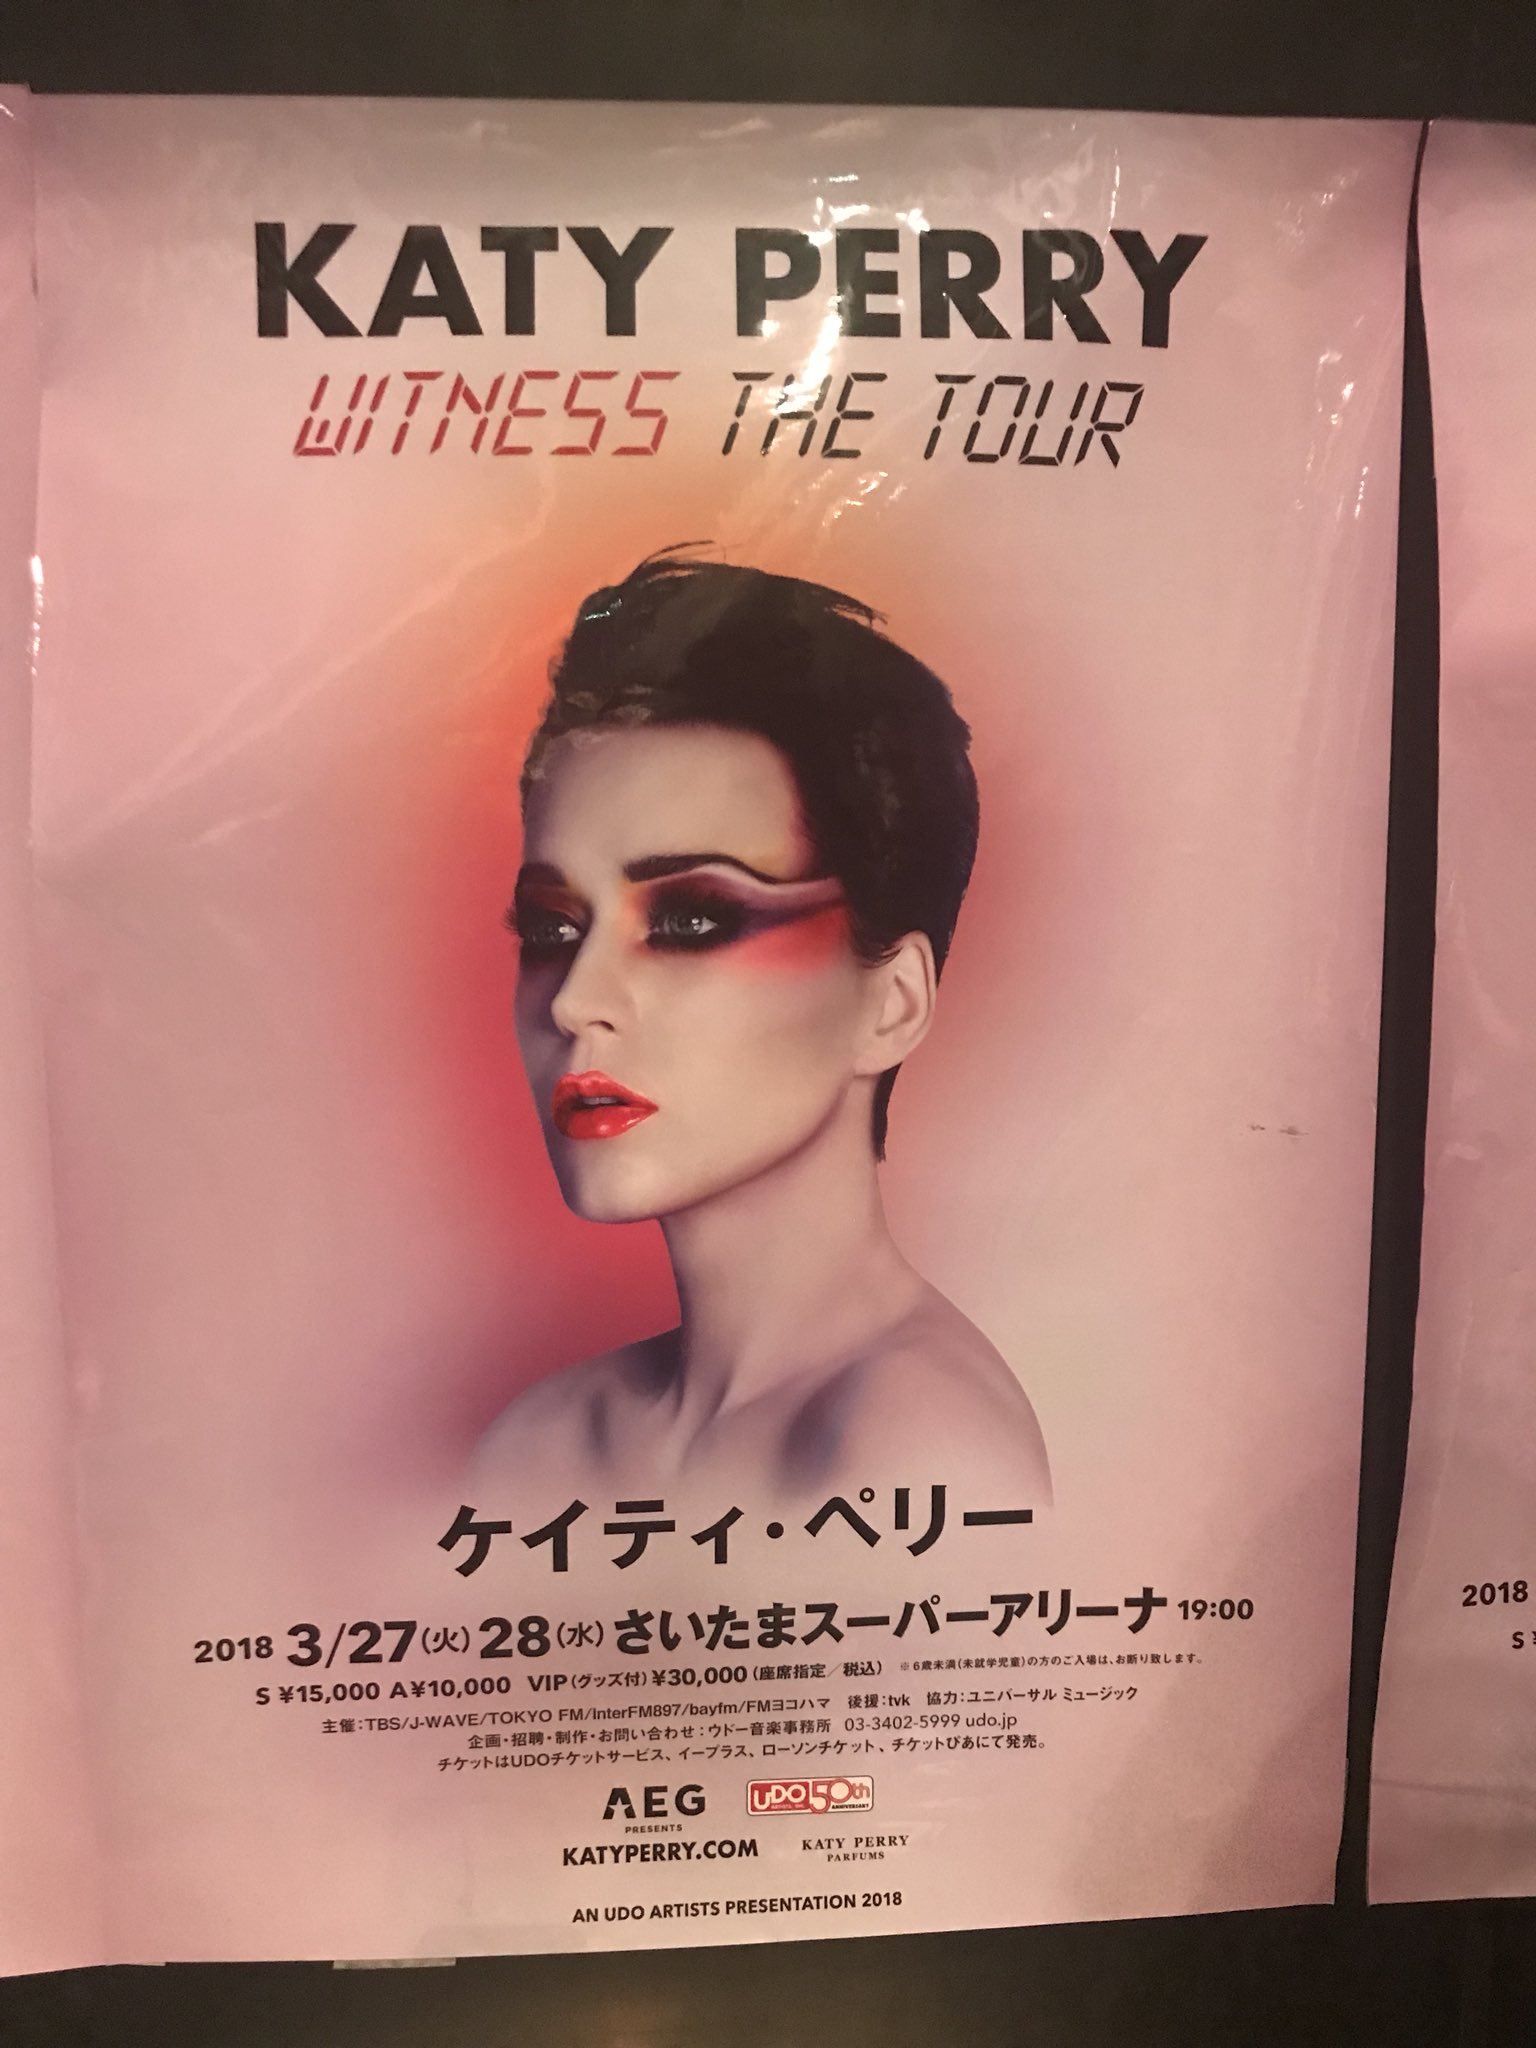 KATY PERRY
WITNESS THE TOUR
ケイティ・ペリー
2018 3/27(火) 28(水) さいたまスーパーアリーナ 19:00
S ¥15,000 A¥10,000 VIP(グッズ付) ¥30,000 (座席指定/税込) ※6歳未満(未就学児童)の方のご入場は、お断り致します。
主催:TBS/J-WAVE/TOKYO FM/InterFM897/bayfm/FMヨコハマ 後援:tvk 協力:ユニバーサル ミュージック
企画・招聘・制作・お問い合わせ:ウドー音楽事務所 03-3402-5999 udo.jp
チケットはUDOチケットサービス、イープラス、ローソンチケット、チケットぴあにて発売。
AEG
PRESENTS
UDO ARTISTS, INC. 50th ANNIVERSARY
KATYPERRY.COM
KATY PERRY
PARFUMS
AN UDO ARTISTS PRESENTATION 2018
2018
S ¥